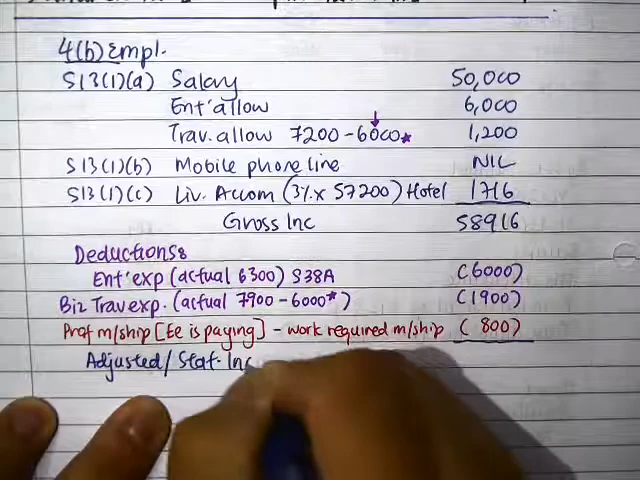 4(b) Empl.
S13(1)(a) Salary 50,000
Ent'allow 6,000
Trav. allow 7200 - 6000* 1,200
S13(1)(b) Mobile phone line NIL
S13(1)(c) Liv. Accom (3% x 57200) Hotel 1716
Gross Inc 58916
Deductions:
Ent'exp (actual 6300) S38A (6000)
Biz Trav exp. (actual 7900 - 6000*) (1900)
Prof m/ship [Ee is paying] - work required m/ship (800)
Adjusted/Stat. Inc